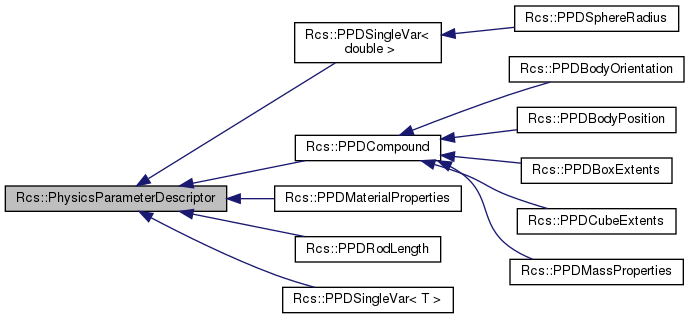 Rcs::PPDSphereRadius
Rcs::PPDSingleVar<
double >
Rcs::PPDBodyOrientation
Rcs::PPDBodyPosition
Rcs::PPDCompound
Rcs::PPDBoxExtents
Rcs::PhysicsParameterDescriptor
Rcs::PPDMaterialProperties
Rcs::PPDCubeExtents
Rcs::PPDRodLength
Rcs::PPDMassProperties
Rcs::PPDSingleVar< T >